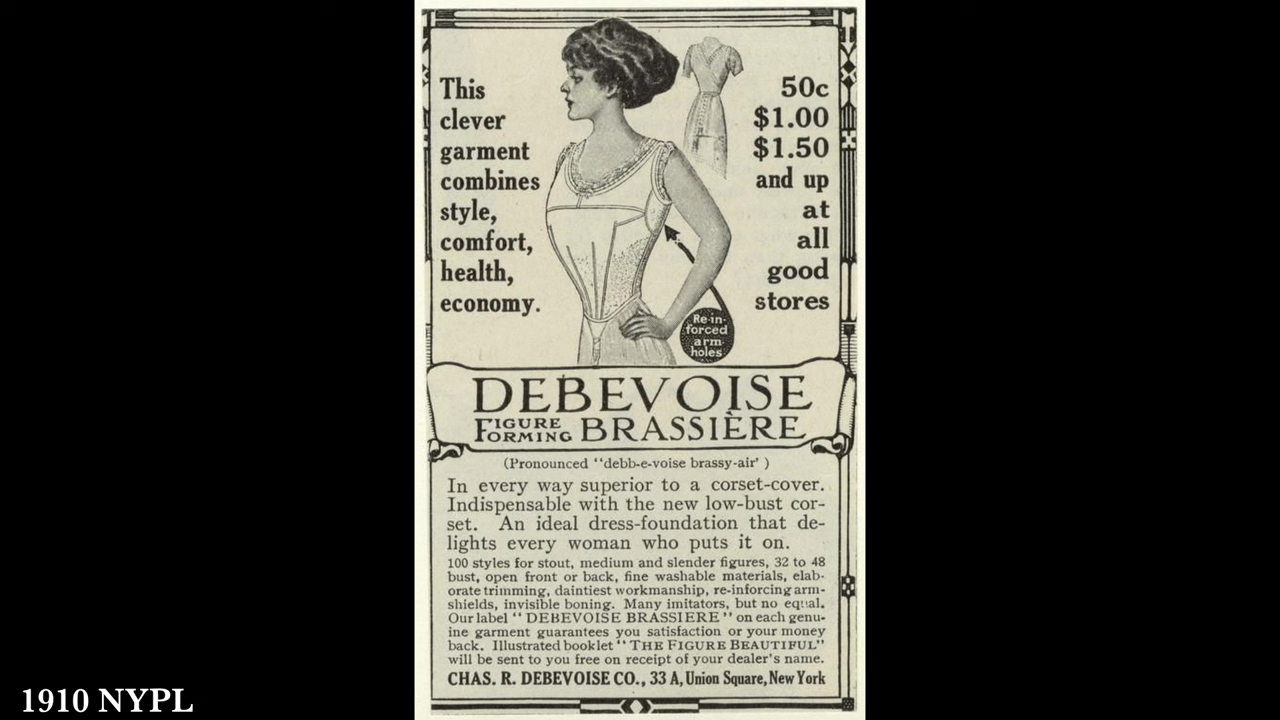 This
clever
garment
combines
style,
comfort,
health,
economy.
50c
$1.00
$1.50
and up
at
all
good
stores
Re-in-
forced
arm
holes
DEBEVOISE
FIGURE
FORMING BRASSIÈRE
(Pronounced "debb-e-voise brassy-air' )
In every way superior to a corset-cover.
Indispensable with the new low-bust cor-
set. An ideal dress-foundation that de-
lights every woman who puts it on.
100 styles for stout, medium and slender figures, 32 to 48
bust, open front or back, fine washable materials, elab-
orate trimming, daintiest workmanship, re-inforcing arm-
shields, invisible boning. Many imitators, but no equal.
Our label "DEBEVOISE BRASSIERE" on each genu-
ine garment guarantees you satisfaction or your money
back. Illustrated booklet "THE FIGURE BEAUTIFUL"
will be sent to you free on receipt of your dealer's name.
CHAS. R. DEBEVOISE CO., 33 A, Union Square, New York
1910 NYPL